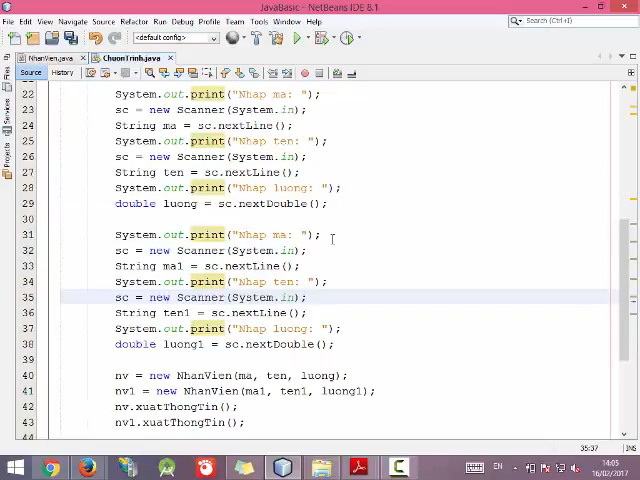 JavaBasic - NetBeans IDE 8.1
File Edit View Navigate Source Refactor Run Debug Profile Team Tools Window Help
Search (Ctrl+I)
<default config>
NhanVien.java ChuonTrinh.java
Source History
Files
Services
Projects
22 System.out.print("Nhap ma: ");
23 sc = new Scanner(System.in);
24 String ma = sc.nextLine();
25 System.out.print("Nhap ten: ");
26 sc = new Scanner(System.in);
27 String ten = sc.nextLine();
28 System.out.print("Nhap luong: ");
29 double luong = sc.nextDouble();
30
31 System.out.print("Nhap ma: ");
32 sc = new Scanner(System.in);
33 String ma1 = sc.nextLine();
34 System.out.print("Nhap ten: ");
35 sc = new Scanner(System.in);
36 String ten1 = sc.nextLine();
37 System.out.print("Nhap luong: ");
38 double luong1 = sc.nextDouble();
39
40 nv = new NhanVien(ma, ten, luong);
41 nv1 = new NhanVien(ma1, ten1, luong1);
42 nv.xuatThongTin();
43 nv1.xuatThongTin();
44
35:37 INS
EN 14:05
16/02/2017